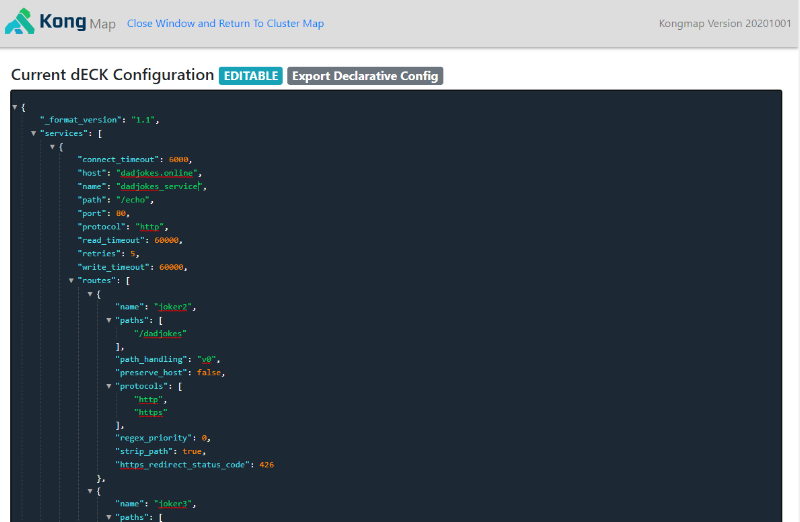 Kong Map Close Window and Return To Cluster Map Kongmap Version 20201001
Current dECK Configuration EDITABLE Export Declarative Config
{
"_format_version": "1.1",
"services": [
{
"connect_timeout": 6000,
"host": "dadjokes.online",
"name": "dadjokes_service",
"path": "/echo",
"port": 80,
"protocol": "http",
"read_timeout": 60000,
"retries": 5,
"write_timeout": 60000,
"routes": [
{
"name": "joker2",
"paths": [
"/dadjokes"
],
"path_handling": "v0",
"preserve_host": false,
"protocols": [
"http",
"https"
],
"regex_priority": 0,
"strip_path": true,
"https_redirect_status_code": 426
},
{
"name": "joker3",
"paths": [